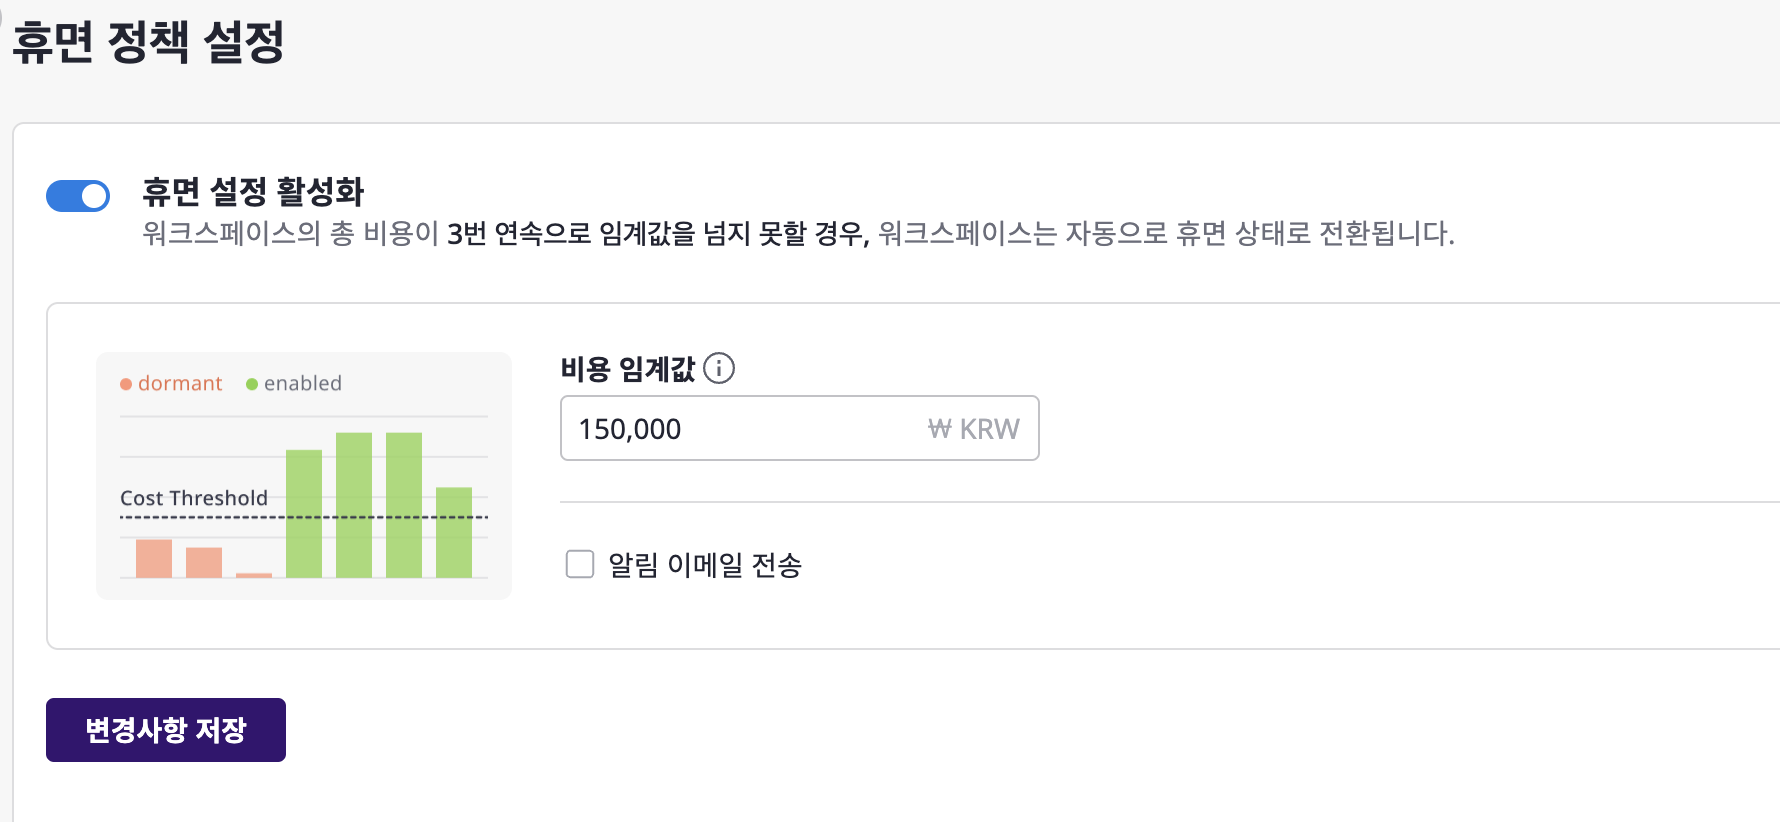 휴면 정책 설정
휴면 설정 활성화
워크스페이스의 총 비용이 3번 연속으로 임계값을 넘지 못할 경우, 워크스페이스는 자동으로 휴면 상태로 전환됩니다.
dormant enabled
Cost Threshold
비용 임계값
150,000 ₩ KRW
알림 이메일 전송
변경사항 저장